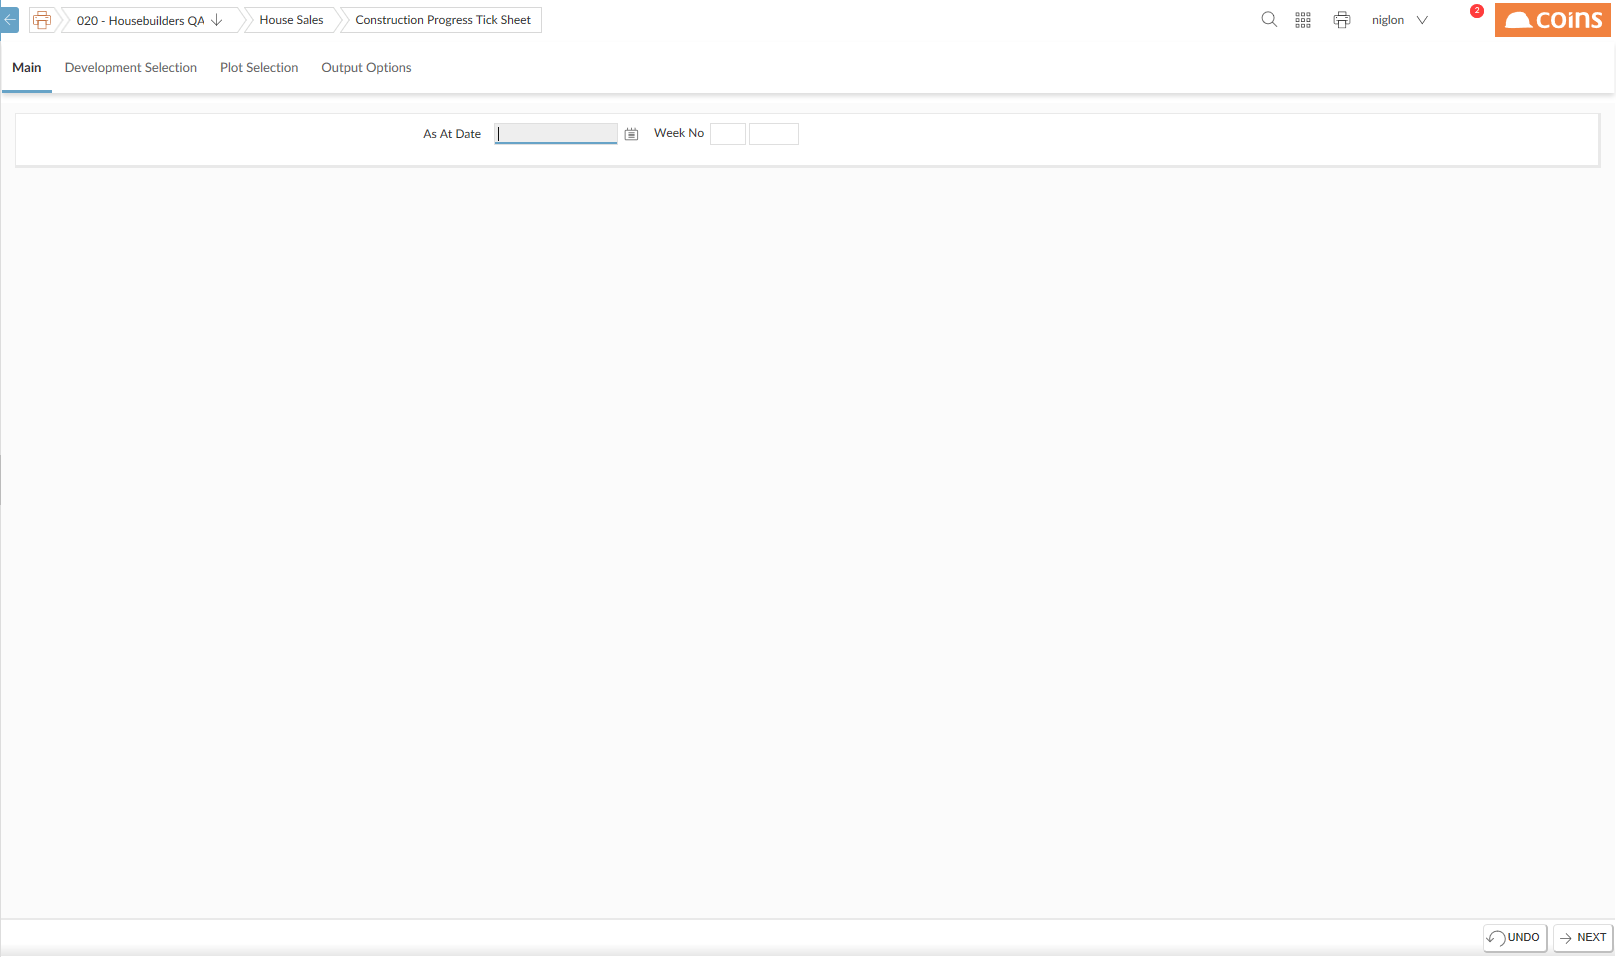 020 - Housebuilders QA House Sales Construction Progress Tick Sheet niglon 2 coins
Main Development Selection Plot Selection Output Options
As At Date Week No
UNDO NEXT